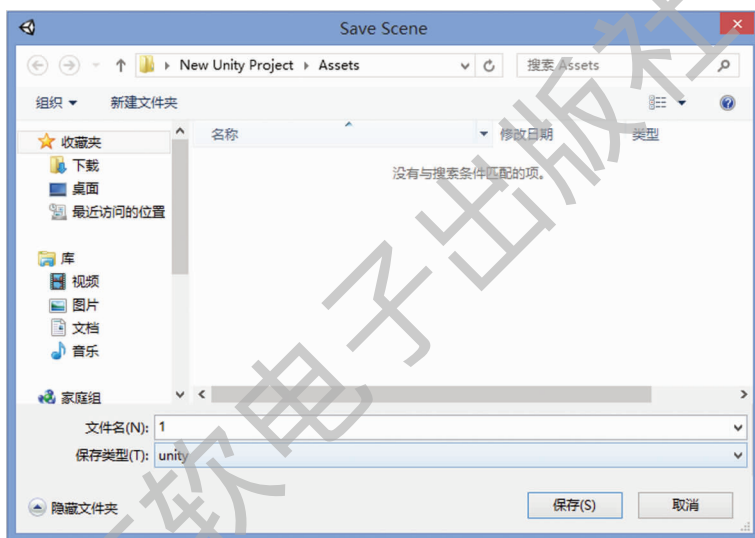 Save Scene
New Unity Project Assets
搜索 Assets
组织 新建文件夹
收藏夹
下载
桌面
最近访问的位置
库
视频
图片
文档
音乐
家庭组
名称 修改日期 类型
没有与搜索条件匹配的项。
文件名(N): 1
保存类型(T): unity
隐藏文件夹
保存(S) 取消
软电子出版社